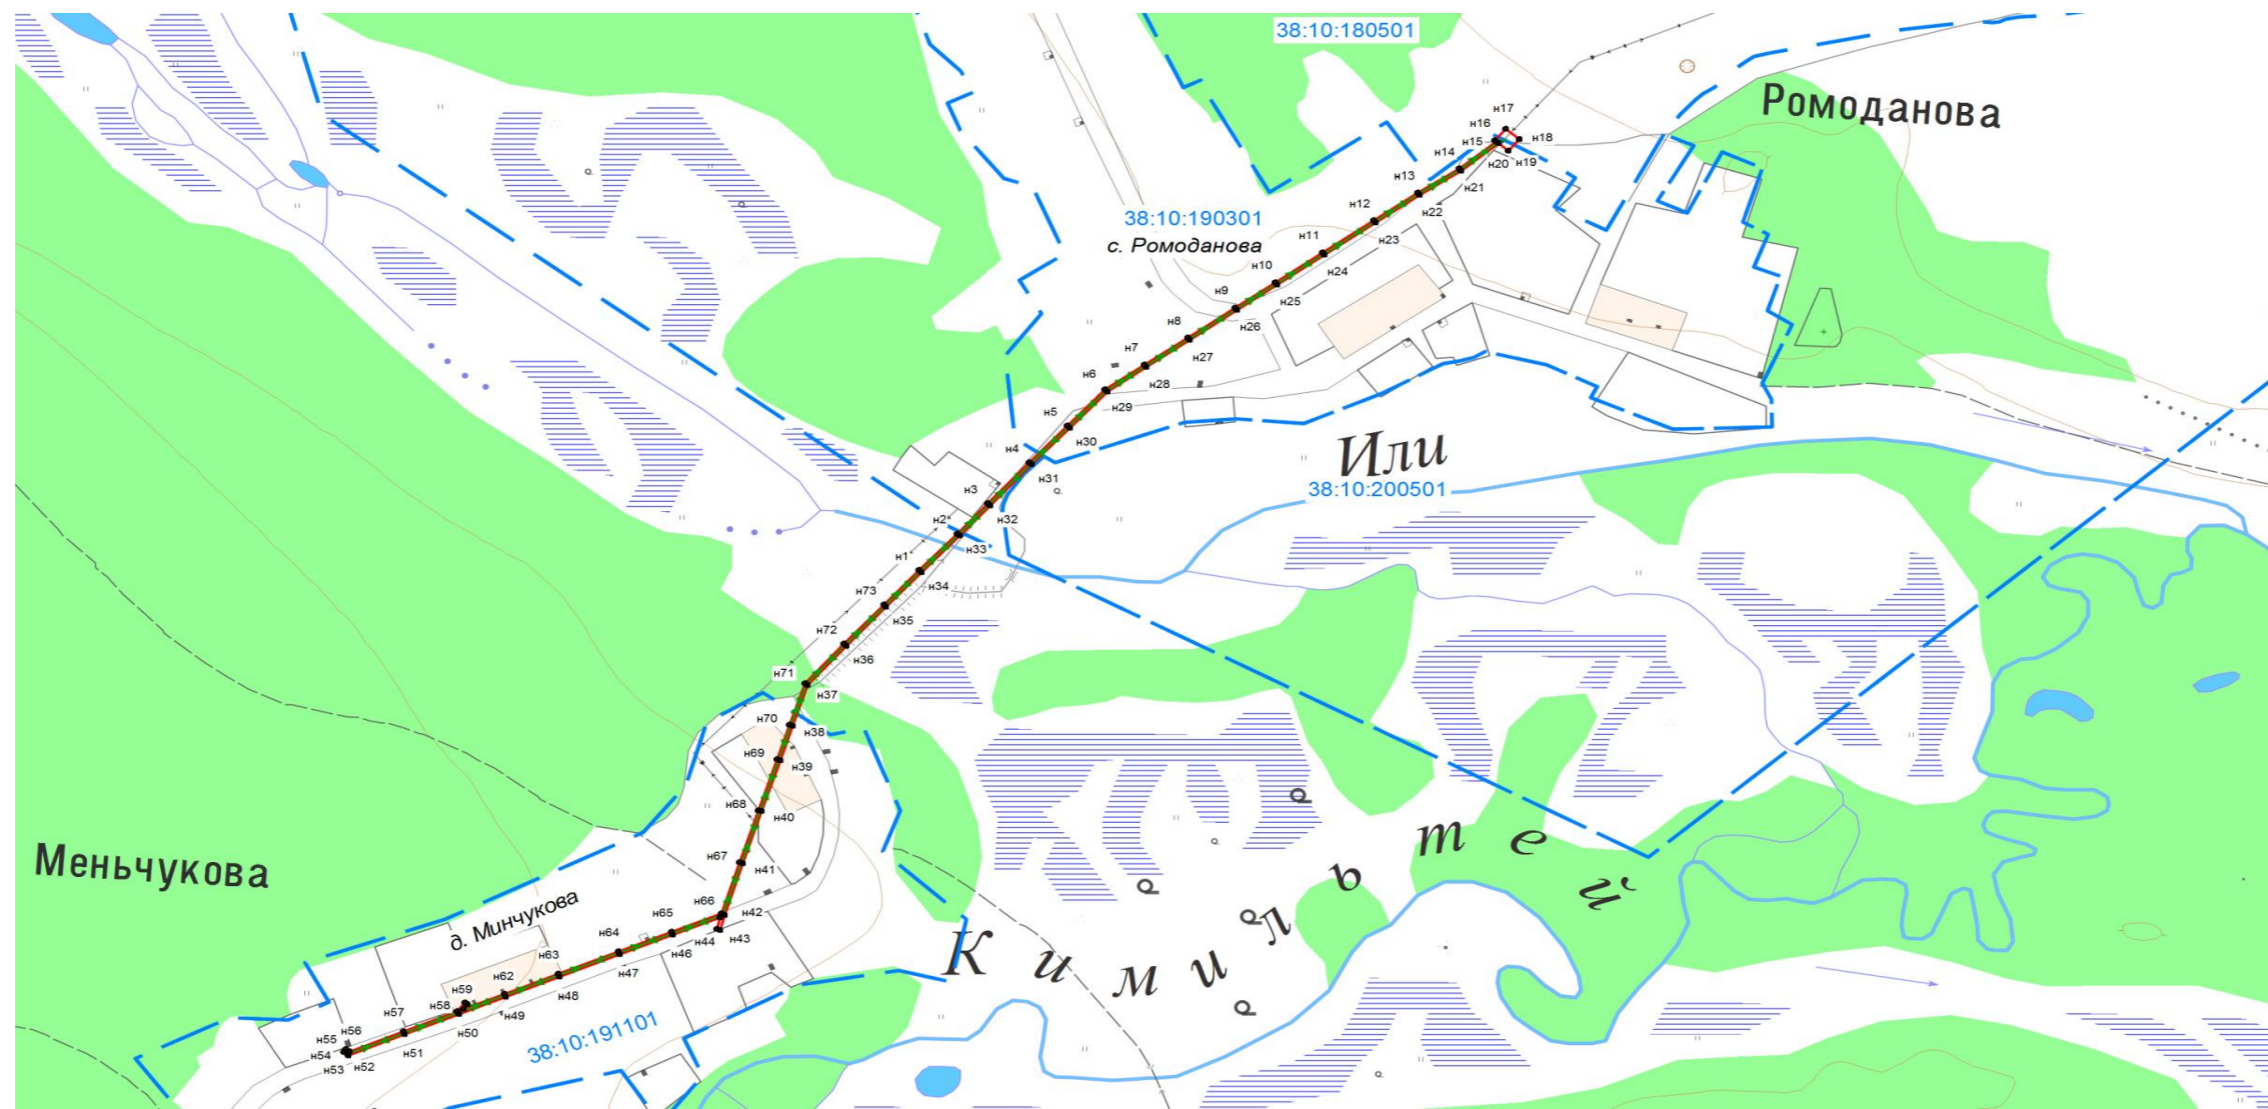 38:10:180501
Ромоданова
н17
н16
н18
н15
н14
н20
н19
н13
н21
н12
н22
38:10:190301
с. Ромоданова
н11
н23
н10
н24
н9
н25
н8
н26
н7
н27
н6
н28
н5
н29
н4
н30
Или
38:10:200501
н3
н31
н2
н32
н1
н33
н73
н34
н72
н35
н71
н36
н37
н70
н38
н69
н39
н68
н40
н67
н41
Меньчукова
д. Минчукова
н66
н42
н65
н44
н43
н64
н46
н63
н47
н62
н48
н59
н49
н58
н50
н57
н51
н56
н55
н54
н53
н52
38:10:191101
Кимильтей